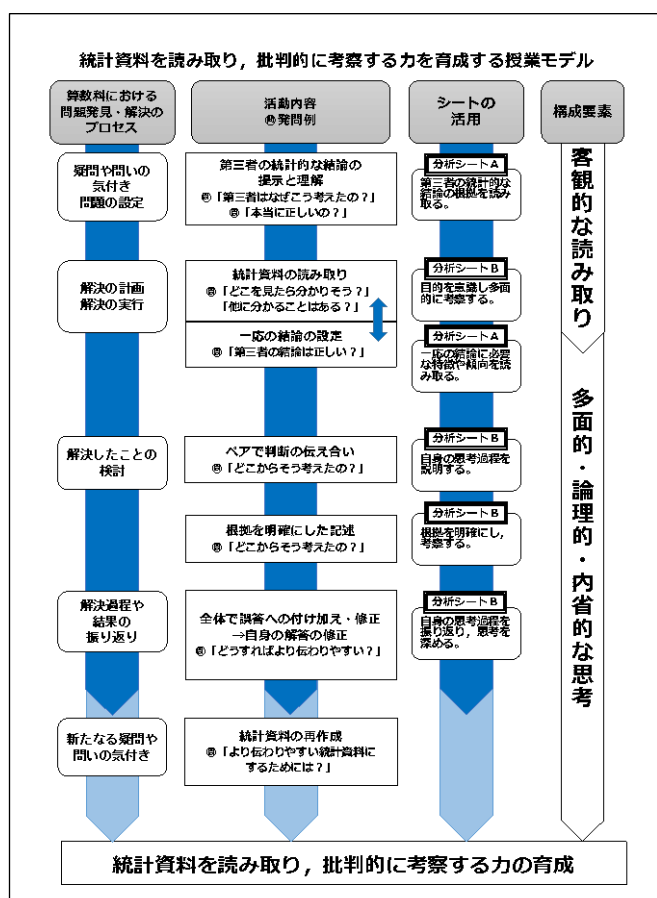 統計資料を読み取り，批判的に考察する力を育成する授業モデル
算数科における
問題発見・解決の
プロセス
活動内容
㊟発問例
シートの
活用
構成要素
疑問や問いの
気付き
問題の設定
第三者の統計的な結論の
提示と理解
「第三者はなぜこう考えたの？」
「本当に正しいの？」
分析シートA
第三者の統計的な
結論の根拠を読み
取る。
客観的な読み取り
解決の計画
解決の実行
統計資料の読み取り
「どこを見たら分かりそう？」
「他に分かることはある？」
分析シートB
目的を意識し多面
的に考察する。
一応の結論の設定
「第三者の結論は正しい？」
分析シートA
一応の結論に必要
な特徴や傾向を読
み取る。
多面的・論理的・内省的な思考
解決したことの
検討
ペアで判断の伝え合い
「どこからそう考えたの？」
分析シートB
自身の思考過程を
説明する。
根拠を明確にした記述
「どこからそう考えたの？」
分析シートB
根拠を明確にし，
考察する。
解決過程や
結果の
振り返り
全体で誤答への付け加え・修正
→自身の解答の修正
「どうすればより伝わりやすい？」
分析シートB
自身の思考過程を
振り返り，思考を
深める。
新たなる疑問や
問いの気付き
統計資料の再作成
「より伝わりやすい統計資料に
するためには？」
統計資料を読み取り，批判的に考察する力の育成